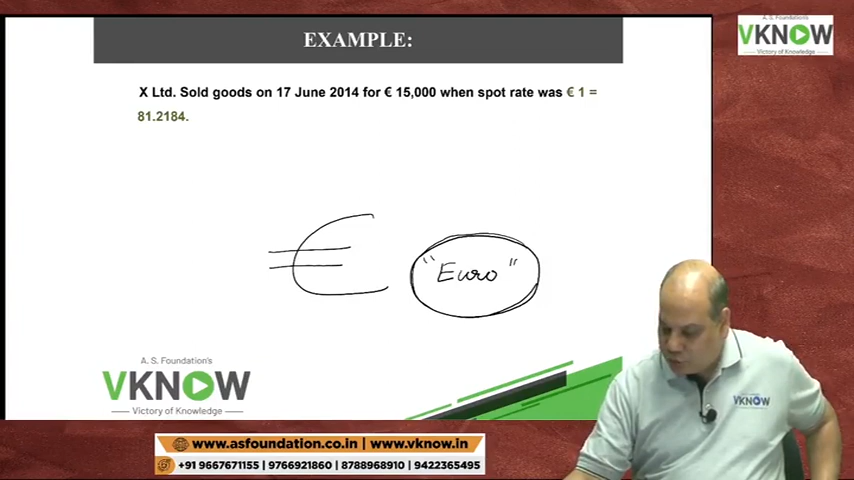 EXAMPLE:
A. S. Foundation's
VKNOW
Victory of Knowledge
X Ltd. Sold goods on 17 June 2014 for € 15,000 when spot rate was € 1 =
81.2184.
€ "Euro"
A. S. Foundation's
VKNOW
Victory of Knowledge
VKNOW
www.asfoundation.co.in | www.vknow.in
+91 9667671155 | 9766921860 | 8788968910 | 9422365495